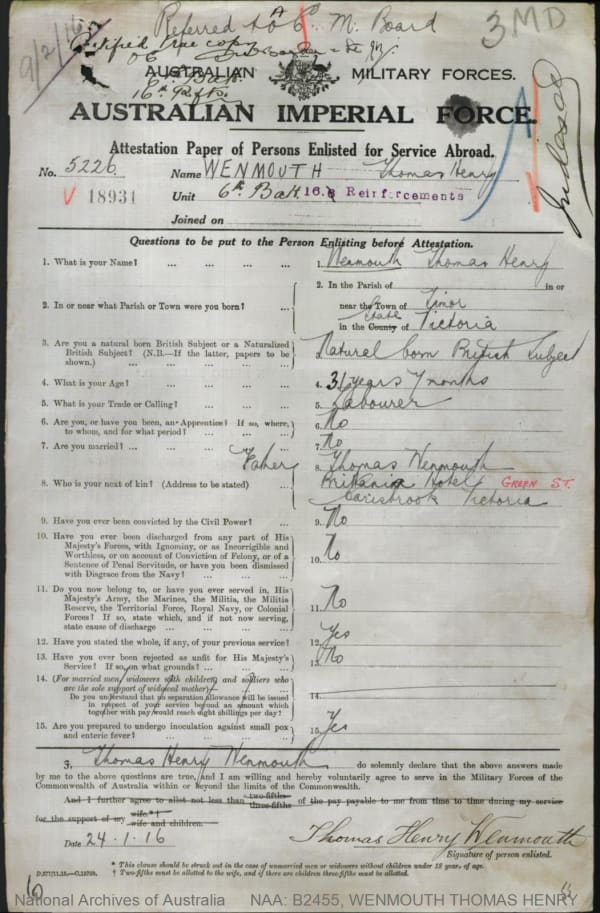 Referred to A C. M. Board
3 MD
9/2/16
Certified true copy
OC
16th Rfts
AUSTRALIAN MILITARY FORCES.
AUSTRALIAN IMPERIAL FORCE.
Indexed
Attestation Paper of Persons Enlisted for Service Abroad.
No. 5226 Name WENMOUTH Thomas Henry
V 18931 Unit 6th Batt 16. Reinforcements
Joined on
Questions to be put to the Person Enlisting before Attestation.
1. What is your Name? ... ... ... ... 1. Wenmouth Thomas Henry
2. In or near what Parish or Town were you born? ... 2. In the Parish of in or
near the Town of Timor
State
in the County of Victoria
3. Are you a natural born British Subject or a Naturalized
British Subject? (N.B.—If the latter, papers to be
shown.) ... ... ... ... ... 3. Natural born British Subject
4. What is your Age? ... ... ... ... 4. 31 years 7 months
5. What is your Trade or Calling? ... ... ... 5. Labourer
6. Are you, or have you been, an Apprentice? If so, where,
to whom, and for what period? ... ... ... 6. No
7. Are you married? ... ... ... ... 7. No
Father 8. Thomas Wenmouth
8. Who is your next of kin? (Address to be stated) ... Britania Hotel GREEN ST.
Carisbrook Victoria
9. Have you ever been convicted by the Civil Power? ... 9. No
10. Have you ever been discharged from any part of His
Majesty's Forces, with Ignominy, or as Incorrigible and
Worthless, or on account of Conviction of Felony, or of a
Sentence of Penal Servitude, or have you been dismissed
with Disgrace from the Navy? ... ... ... 10. No
11. Do you now belong to, or have you ever served in, His
Majesty's Army, the Marines, the Militia, the Militia
Reserve, the Territorial Force, Royal Navy, or Colonial
Forces? If so, state which, and if not now serving,
state cause of discharge ... ... ... ... 11. No
12. Have you stated the whole, if any, of your previous service? 12. Yes
13. Have you ever been rejected as unfit for His Majesty's
Service? If so, on what grounds? ... ... ... 13. No
14. (For married men, widowers with children, and soldiers who
are the sole support of widowed mother)—
Do you understand that no separation allowance will be issued
in respect of your service beyond an amount which
together with pay would reach eight shillings per day? ... 14.
15. Are you prepared to undergo inoculation against small pox
and enteric fever? ... ... ... ... 15. Yes
I, Thomas Henry Wenmouth do solemnly declare that the above answers made
by me to the above questions are true, and I am willing and hereby voluntarily agree to serve in the Military Forces of the
Commonwealth of Australia within or beyond the limits of the Commonwealth.
And I further agree to allot not less than two-fifths three-fifths of the pay payable to me from time to time during my service
for the support of my wife*† wife and children.
Date 24.1.16 Thomas Henry Wenmouth
Signature of person enlisted.
* This clause should be struck out in the case of unmarried men or widowers without children under 18 year. of age.
† Two-fifths must be allotted to the wife, and if there are children three-fifths must be allotted.
National Archives of Australia NAA: B2455, WENMOUTH THOMAS HENRY